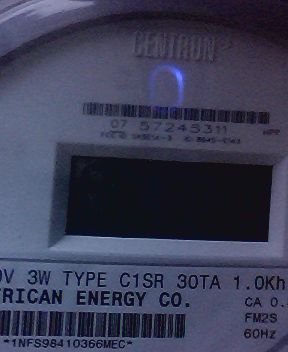 CENTRON
07 57245311
0V 3W TYPE C1SR 30TA 1.0Kh
RICAN ENERGY CO.
CA 0.
FM2S
60Hz
*1NFS98410366MEC*